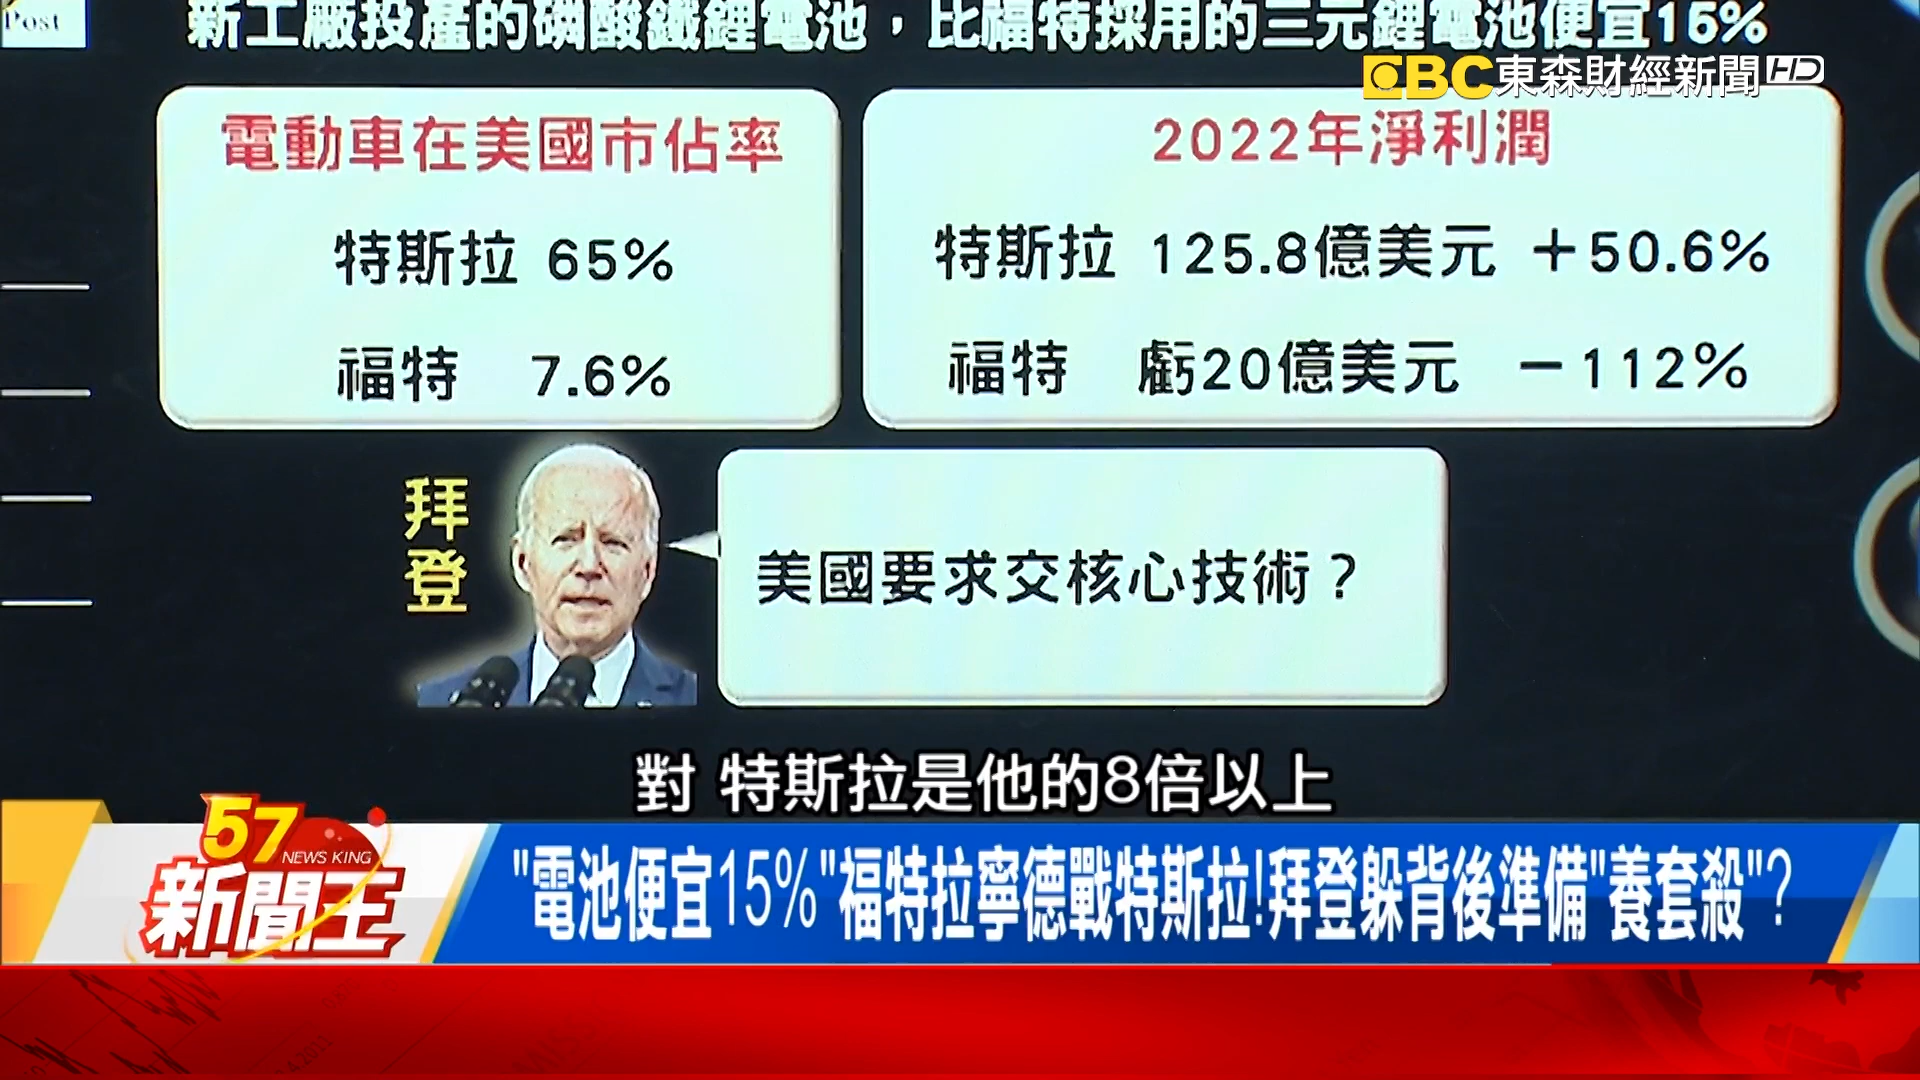 Post
新工廠投產的磷酸鐵鋰電池，比福特採用的三元鋰電池便宜15%
EBC東森財經新聞HD
電動車在美國市佔率
特斯拉 65%
福特 7.6%
2022年淨利潤
特斯拉 125.8億美元 +50.6%
福特 虧20億美元 -112%
拜登
美國要求交核心技術？
對 特斯拉是他的8倍以上
57
NEWS KING
新聞王
"電池便宜15%"福特拉寧德戰特斯拉!拜登躲背後準備"養套殺"?